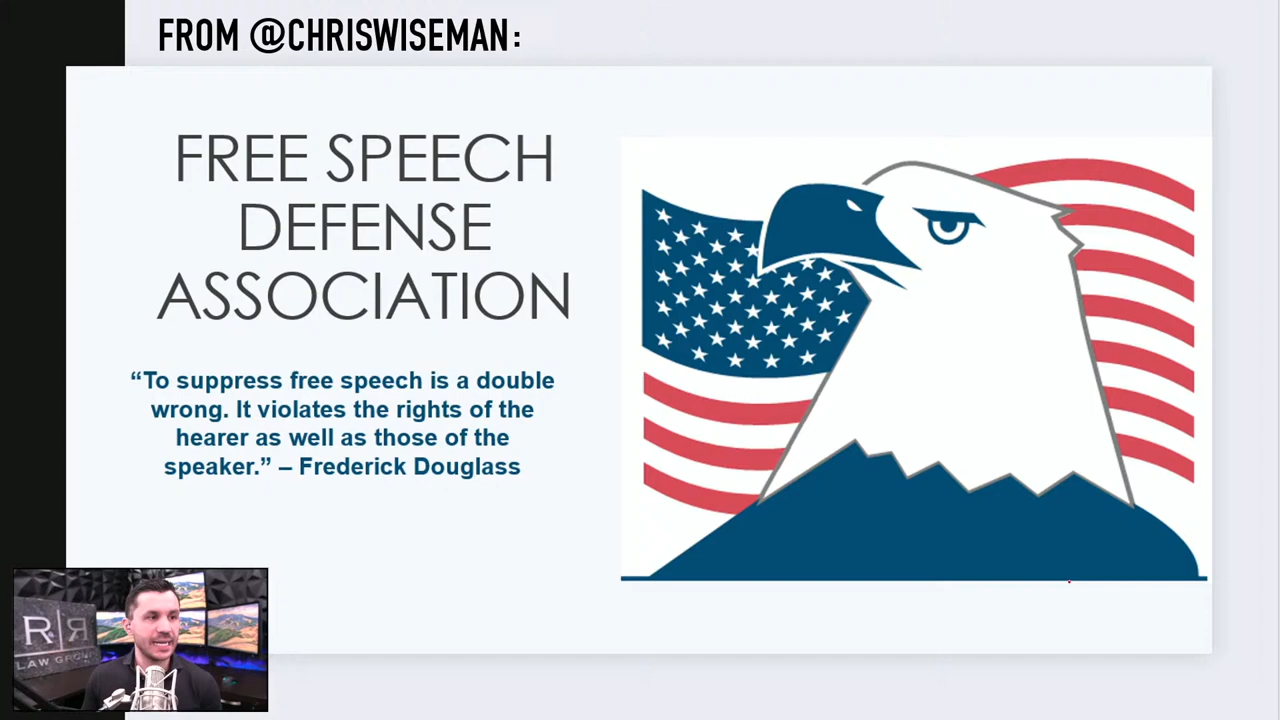 FROM @CHRISWISEMAN:
FREE SPEECH
DEFENSE
ASSOCIATION
“To suppress free speech is a double
wrong. It violates the rights of the
hearer as well as those of the
speaker.” – Frederick Douglass
R|R
LAW GROUP